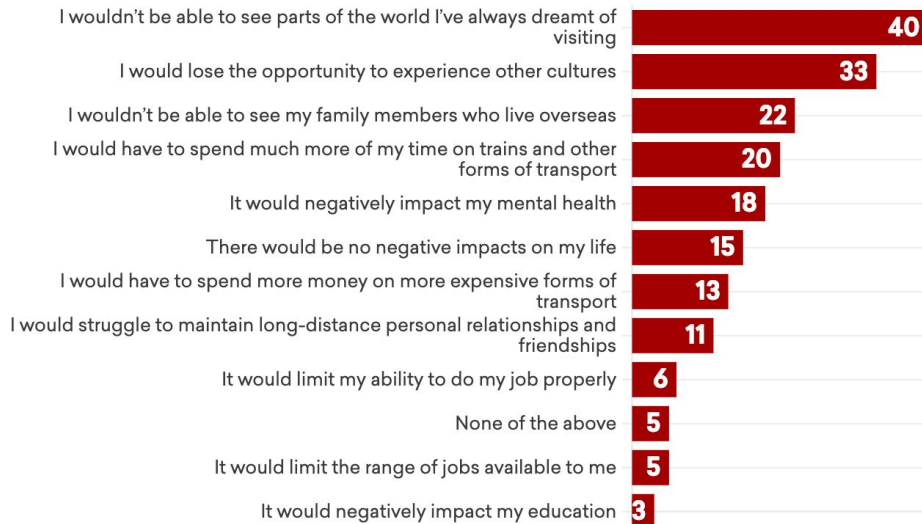 I wouldn’t be able to see parts of the world I’ve always dreamt of
visiting
40
I would lose the opportunity to experience other cultures
33
I wouldn’t be able to see my family members who live overseas
22
I would have to spend much more of my time on trains and other
forms of transport
20
It would negatively impact my mental health
18
There would be no negative impacts on my life
15
I would have to spend more money on more expensive forms of
transport
13
I would struggle to maintain long-distance personal relationships and
friendships
11
It would limit my ability to do my job properly
6
None of the above
5
It would limit the range of jobs available to me
5
It would negatively impact my education
3